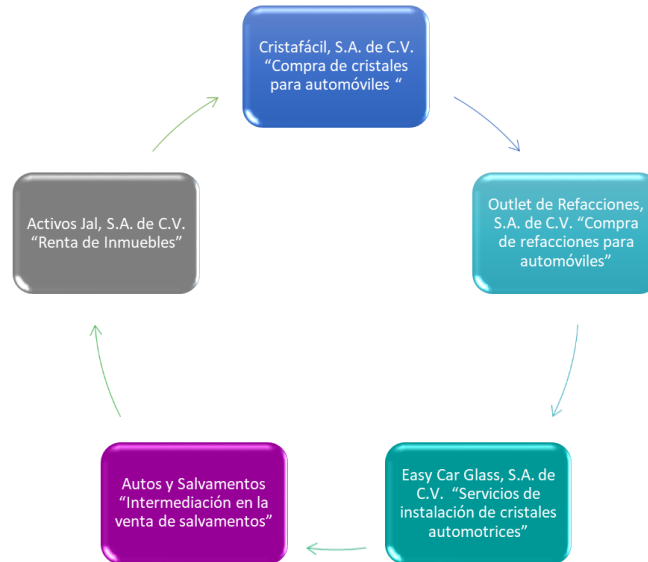 Cristafácil, S.A. de C.V.
“Compra de cristales
para automóviles “
Outlet de Refacciones,
S.A. de C.V. “Compra
de refacciones para
automóviles”
Easy Car Glass, S.A. de
C.V.  “Servicios de
instalación de cristales
automotrices”
Autos y Salvamentos
“Intermediación en la
venta de salvamentos”
Activos Jal, S.A. de C.V.
“Renta de Inmuebles”